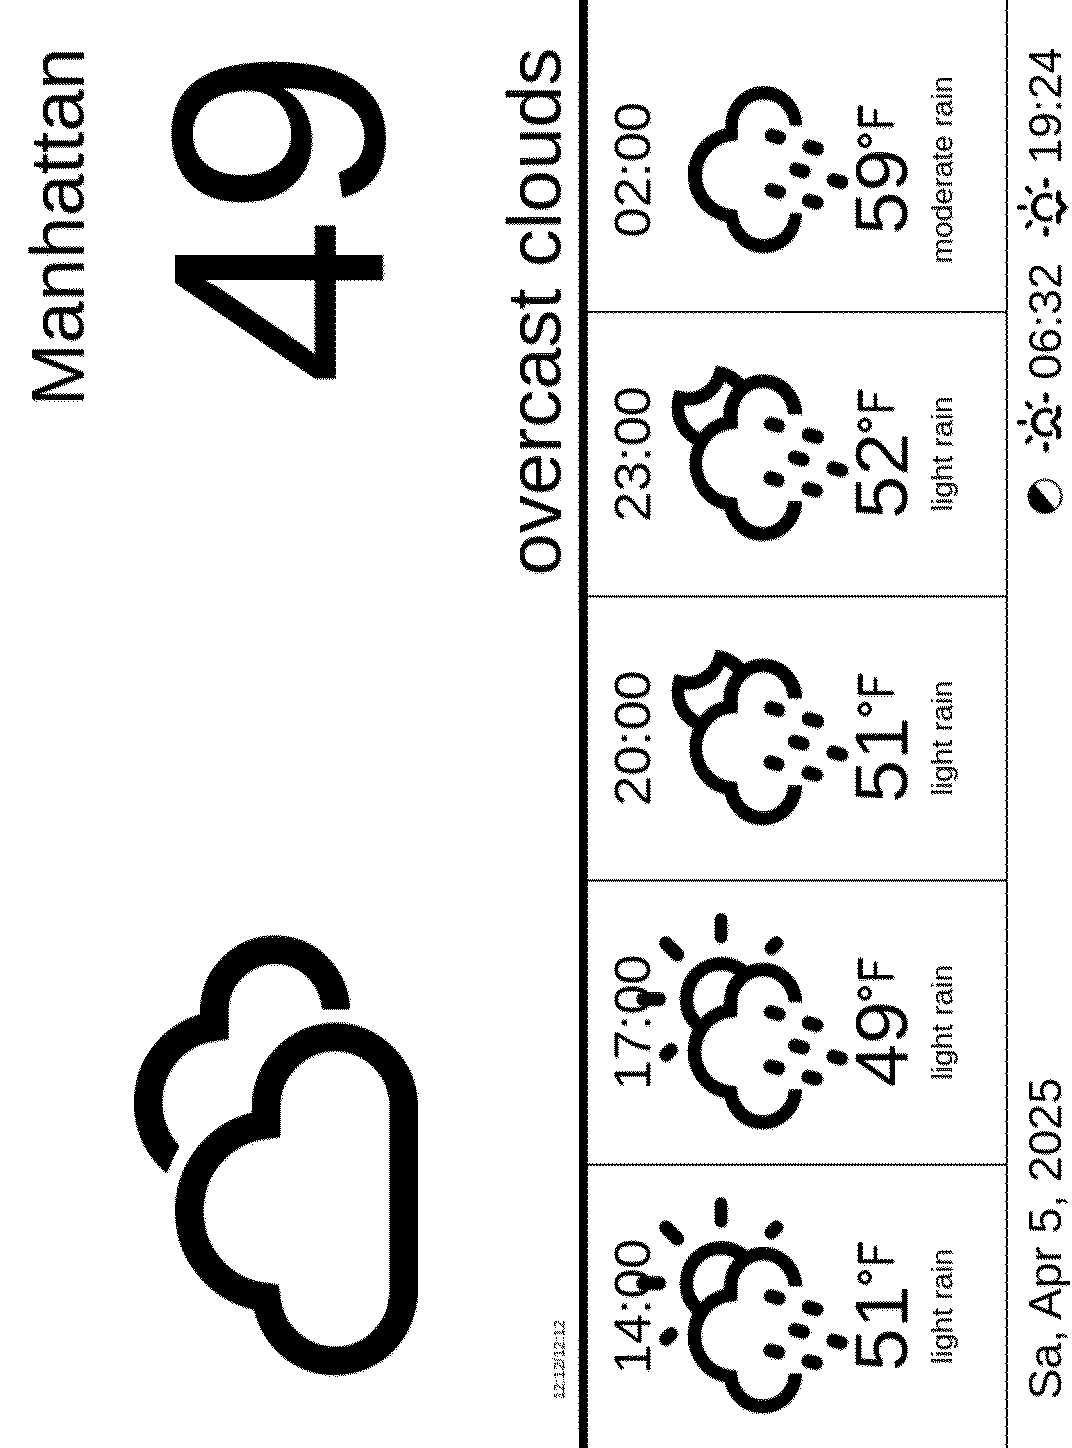 Manhattan
49
overcast clouds
12:12/12:12
14:00 17:00 20:00 23:00 02:00
51°F 49°F 51°F 52°F 59°F
light rain light rain light rain light rain moderate rain
Sa, Apr 5, 2025 06:32 19:24